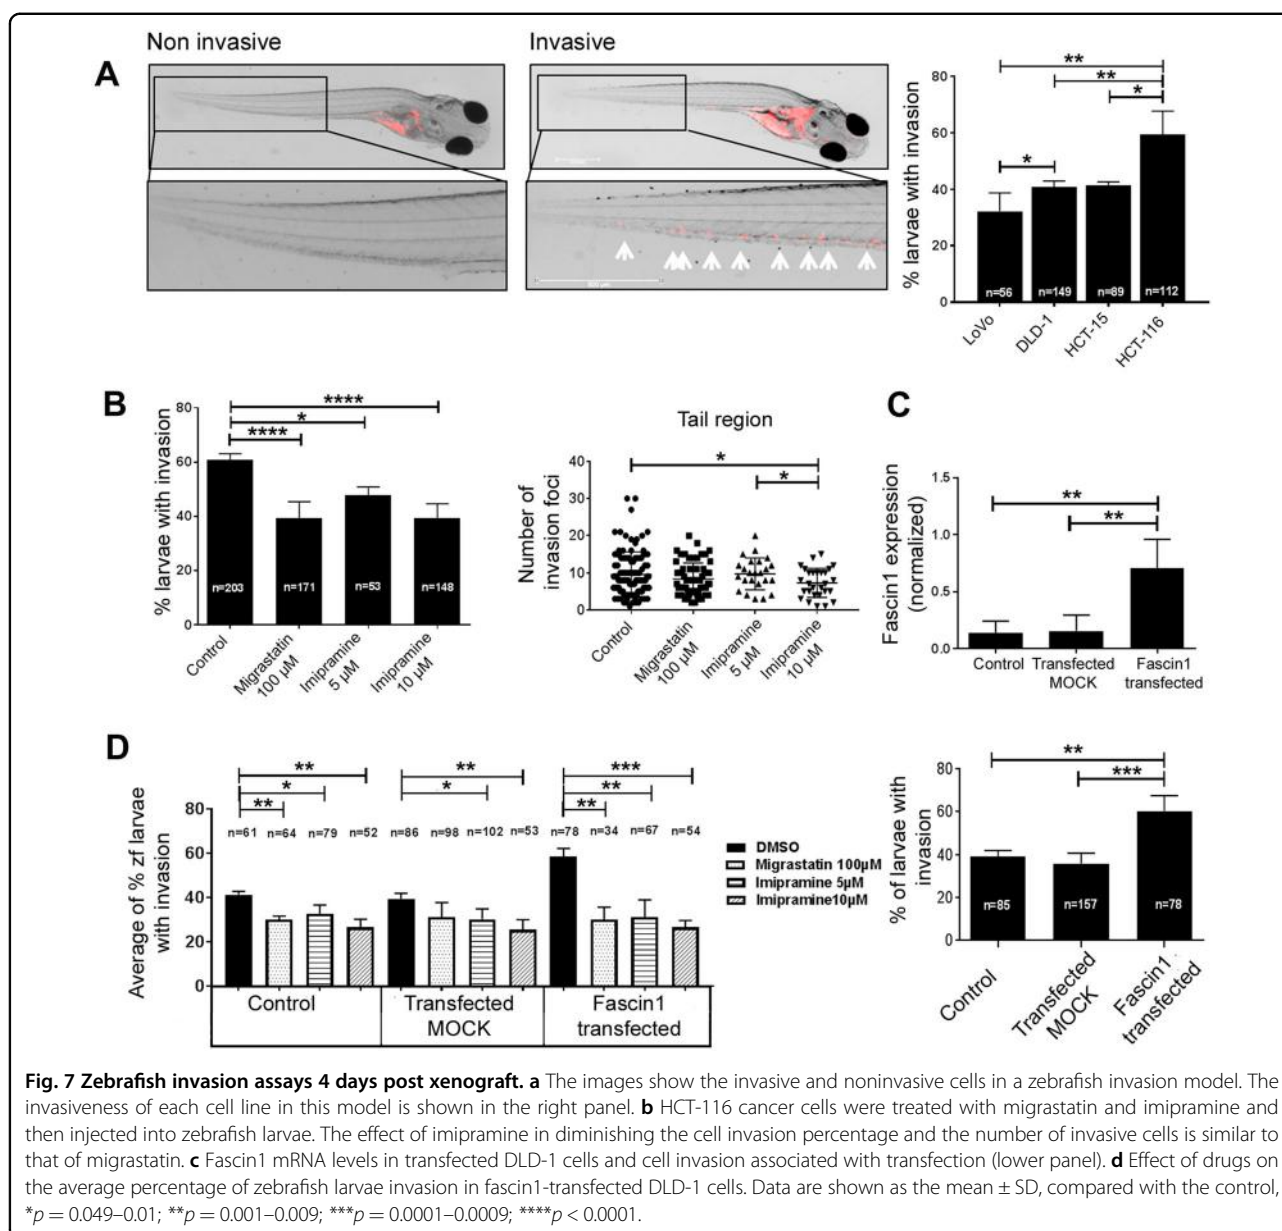 Non invasive
Invasive
A
% larvae with invasion
80
60
40
20
0
**
**
*
*
n=56
n=149
n=89
n=112
LoVo
DLD-1
HCT-15
HCT-116
B
% larvae with invasion
80
60
40
20
0
****
*
****
n=203
n=171
n=53
n=148
Control
Migrastatin
100 µM
Imipramine
5 µM
Imipramine
10 µM
Tail region
Number of
invasion foci
40
30
20
10
0
*
*
Control
Migrastatin
100 µM
Imipramine
5 µM
Imipramine
10 µM
C
Fascin1 expression
(normalized)
1.5
1.0
0.5
0.0
**
**
Control
Transfected
MOCK
Fascin1
transfected
D
Average of % zf larvae
with invasion
80
60
40
20
0
**
*
**
**
*
***
**
**
n=61
n=64
n=79
n=52
n=86
n=98
n=102
n=53
n=78
n=34
n=67
n=54
Control
Transfected
MOCK
Fascin1
transfected
DMSO
Migrastatin 100µM
Imipramine 5µM
Imipramine10µM
% of larvae with
invasion
80
60
40
20
0
**
***
n=85
n=157
n=78
Control
Transfected
MOCK
Fascin1
transfected
Fig. 7 Zebrafish invasion assays 4 days post xenograft. a The images show the invasive and noninvasive cells in a zebrafish invasion model. The
invasiveness of each cell line in this model is shown in the right panel. b HCT-116 cancer cells were treated with migrastatin and imipramine and
then injected into zebrafish larvae. The effect of imipramine in diminishing the cell invasion percentage and the number of invasive cells is similar to
that of migrastatin. c Fascin1 mRNA levels in transfected DLD-1 cells and cell invasion associated with transfection (lower panel). d Effect of drugs on
the average percentage of zebrafish larvae invasion in fascin1-transfected DLD-1 cells. Data are shown as the mean ± SD, compared with the control,
*p = 0.049–0.01; **p = 0.001–0.009; ***p = 0.0001–0.0009; ****p < 0.0001.